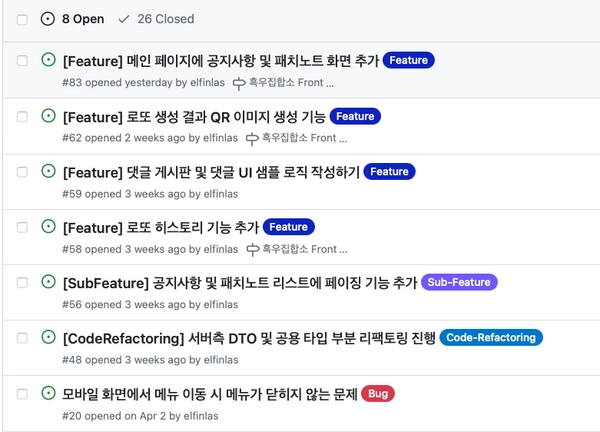 8 Open 26 Closed
[Feature] 메인 페이지에 공지사항 및 패치노트 화면 추가 Feature
#83 opened yesterday by elfinlas 흑우집합소 Front ...
[Feature] 로또 생성 결과 QR 이미지 생성 기능 Feature
#62 opened 2 weeks ago by elfinlas 흑우집합소 Front ...
[Feature] 댓글 게시판 및 댓글 UI 샘플 로직 작성하기 Feature
#59 opened 3 weeks ago by elfinlas
[Feature] 로또 히스토리 기능 추가 Feature
#58 opened 3 weeks ago by elfinlas 흑우집합소 Front ...
[SubFeature] 공지사항 및 패치노트 리스트에 페이징 기능 추가 Sub-Feature
#56 opened 3 weeks ago by elfinlas
[CodeRefactoring] 서버측 DTO 및 공용 타입 부분 리팩토링 진행 Code-Refactoring
#48 opened 3 weeks ago by elfinlas
모바일 화면에서 메뉴 이동 시 메뉴가 닫히지 않는 문제 Bug
#20 opened on Apr 2 by elfinlas